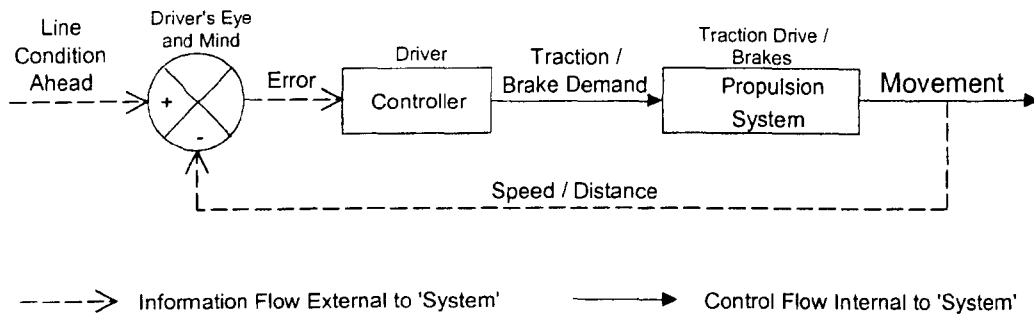 Line
Condition
Ahead
Driver's Eye
and Mind
+
-
Error
Driver
Controller
Traction /
Brake Demand
Traction Drive /
Brakes
Propulsion
System
Movement
Speed / Distance
Information Flow External to 'System'
Control Flow Internal to 'System'